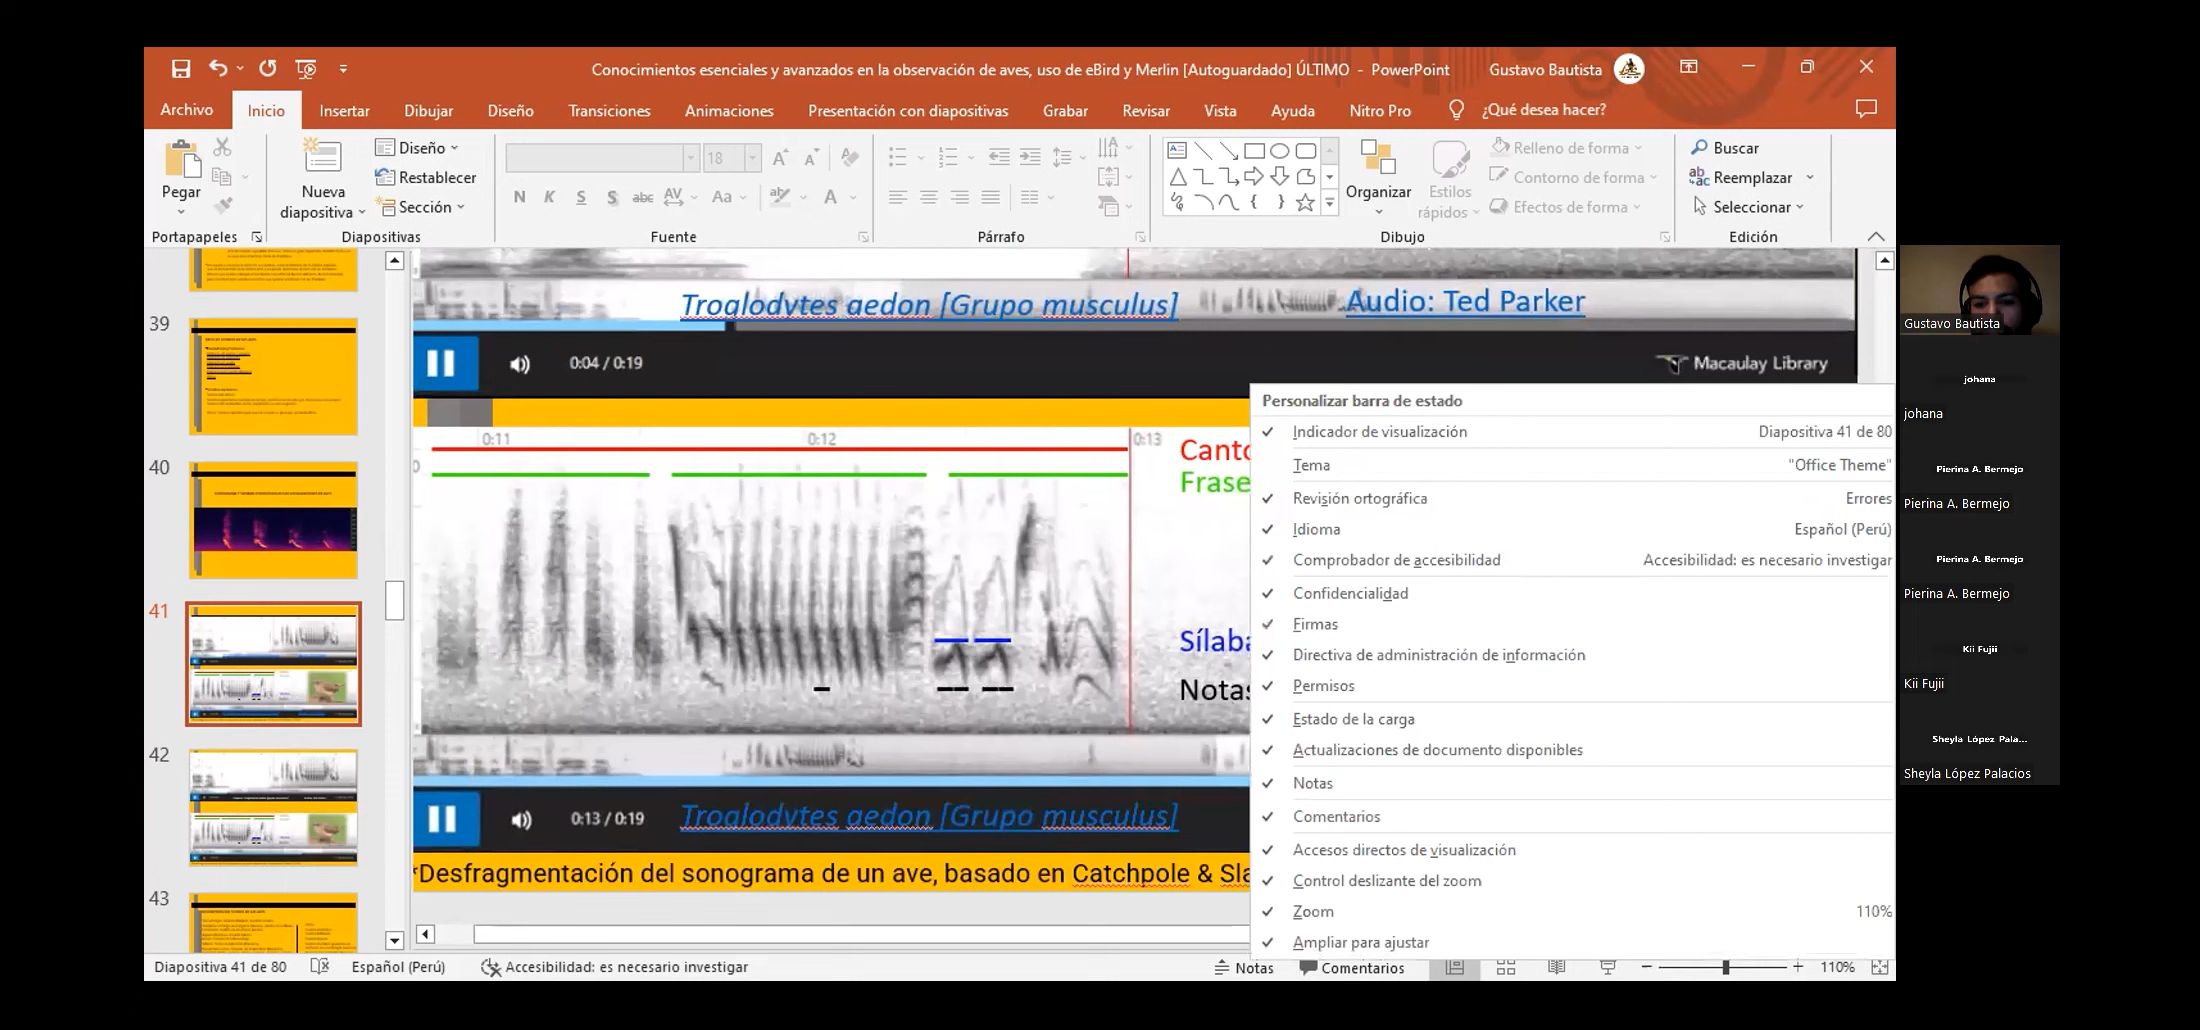 Conocimientos esenciales y avanzados en la observación de aves, uso de eBird y Merlin [Autoguardado] ÚLTIMO - PowerPoint
Gustavo Bautista
Archivo Inicio Insertar Dibujar Diseño Transiciones Animaciones Presentación con diapositivas Grabar Revisar Vista Ayuda Nitro Pro ¿Qué desea hacer?
Pegar
Nueva diapositiva
Diseño
Restablecer
Sección
18
N K S S abc AV Aa A
Organizar
Estilos rápidos
Relleno de forma
Contorno de forma
Efectos de forma
Buscar
Reemplazar
Seleccionar
Portapapeles Diapositivas Fuente Párrafo Dibujo Edición
39
40
41
42
43
Troglodytes aedon [Grupo musculus]
Audio: Ted Parker
0:04 / 0:19
Macaulay Library
0:11 0:12 0:13
Canto
Frase
Sílaba
Notas
0:13 / 0:19
Troglodytes aedon [Grupo musculus]
*Desfragmentación del sonograma de un ave, basado en Catchpole & Sla
Personalizar barra de estado
Indicador de visualización Diapositiva 41 de 80
Tema "Office Theme"
Revisión ortográfica Errores
Idioma Español (Perú)
Comprobador de accesibilidad Accesibilidad: es necesario investigar
Confidencialidad
Firmas
Directiva de administración de información
Permisos
Estado de la carga
Actualizaciones de documento disponibles
Notas
Comentarios
Accesos directos de visualización
Control deslizante del zoom
Zoom 110%
Ampliar para ajustar
Diapositiva 41 de 80 Español (Perú) Accesibilidad: es necesario investigar Notas Comentarios 110%
Gustavo Bautista
johana
johana
Pierina A. Bermejo
Pierina A. Bermejo
Pierina A. Bermejo
Pierina A. Bermejo
Kii Fujii
Kii Fujii
Sheyla López Pala...
Sheyla López Palacios